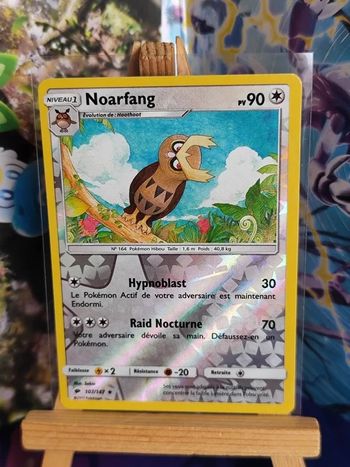 NIVEAU 1
Noarfang
PV 90
Évolution de : Hoothoot
N° 164 Pokémon Hibou Taille : 1,6 m Poids : 40,8 kg
Hypnoblast 30
Le Pokémon Actif de votre adversaire est maintenant
Endormi.
Raid Nocturne 70
Votre adversaire dévoile sa main. Défaussez-en un
Pokémon.
Faiblesse ×2 Résistance -20 Retraite
103/147